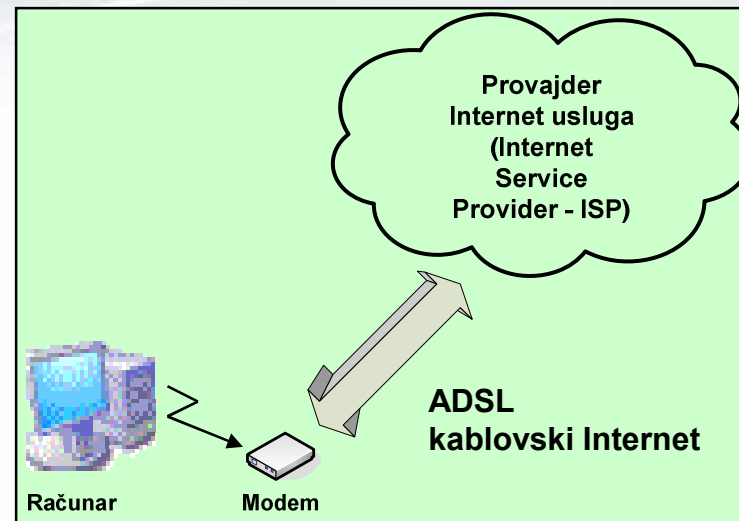 Provajder
Internet usluga
(Internet
Service
Provider - ISP)
ADSL
kablovski Internet
Računar
Modem